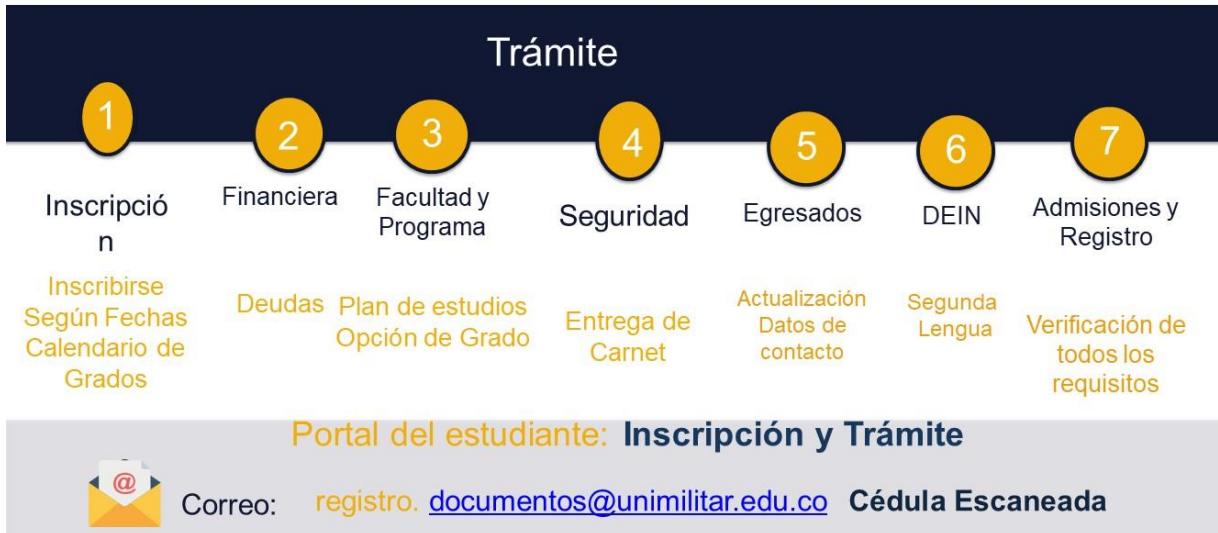 Trámite
1
2
3
4
5
6
7
Inscripció
n
Financiera
Facultad y
Programa
Seguridad
Egresados
DEIN
Admisiones y
Registro
Inscribirse
Según Fechas
Calendario de
Grados
Deudas
Plan de estudios
Opción de Grado
Entrega de
Carnet
Actualización
Datos de
contacto
Segunda
Lengua
Verificación de
todos los
requisitos
Portal del estudiante: Inscripción y Trámite
@
Correo: registro. documentos@unimilitar.edu.co Cédula Escaneada